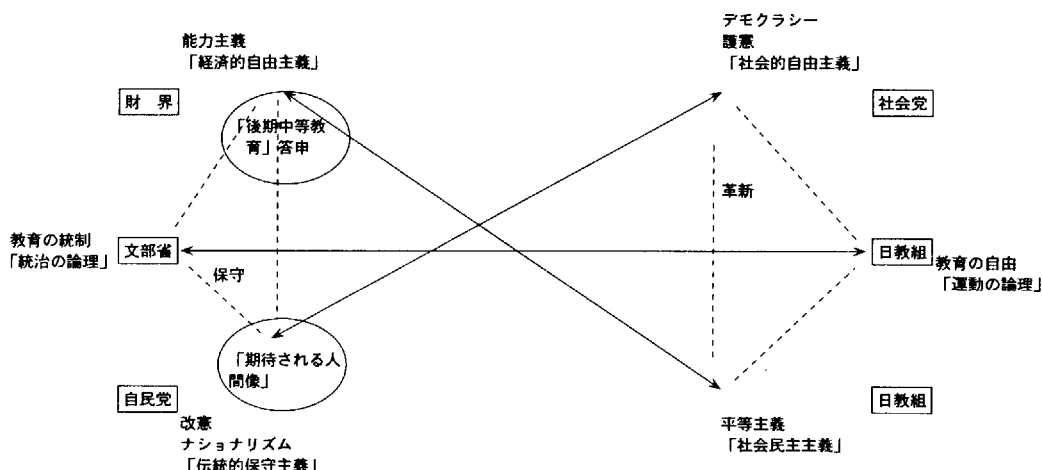 能力主義
「経済的自由主義」
デモクラシー
護憲
「社会的自由主義」
財 界
社会党
「後期中等教
育」答申
革新
教育の統制
「統治の論理」
文部省
日教組
教育の自由
「運動の論理」
保守
「期待される人
間像」
自民党
日教組
改憲
ナショナリズム
「伝統的保守主義」
平等主義
「社会民主主義」